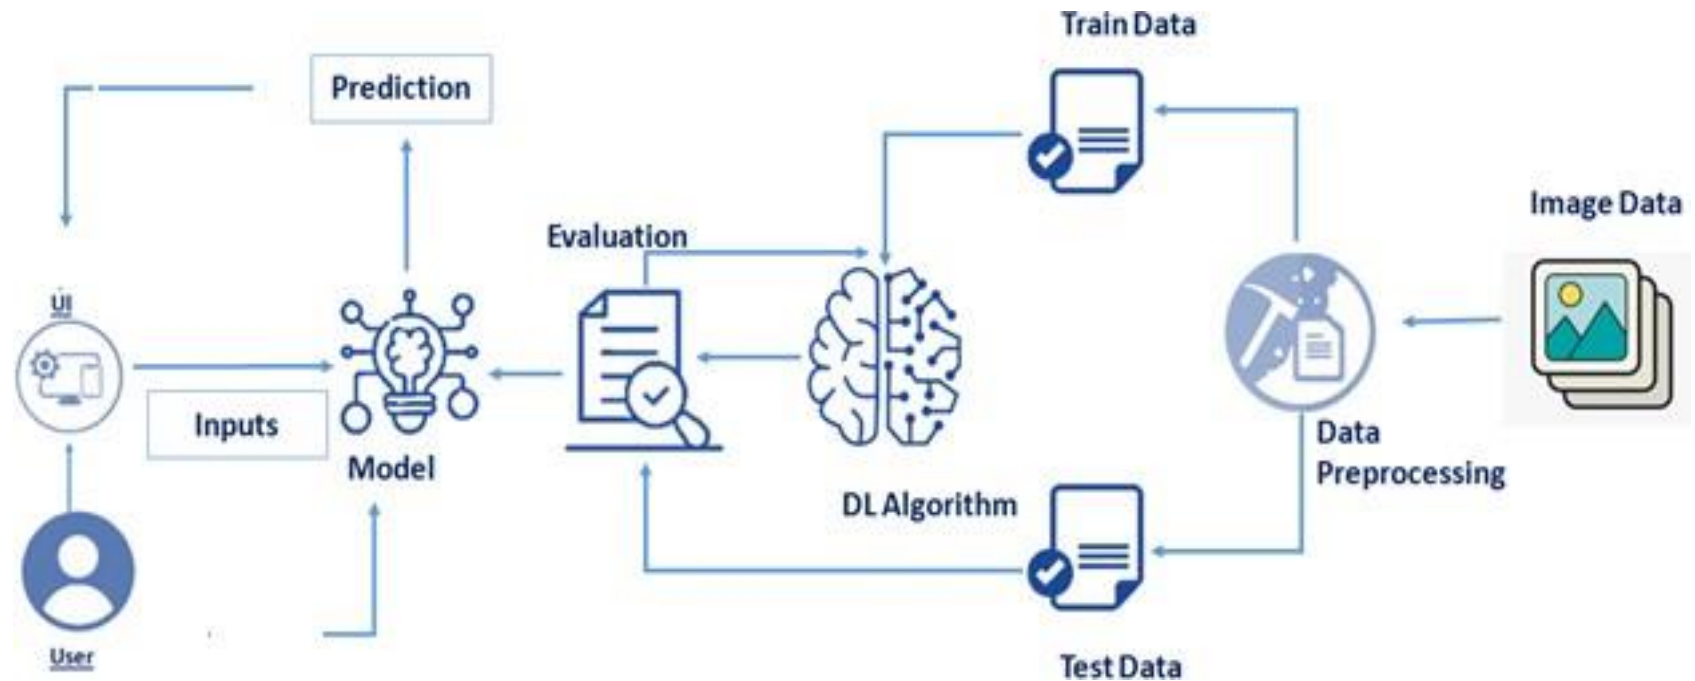 Train Data
Prediction
Image Data
Evaluation
UI
Inputs
Data
Preprocessing
Model
DL Algorithm
User
Test Data